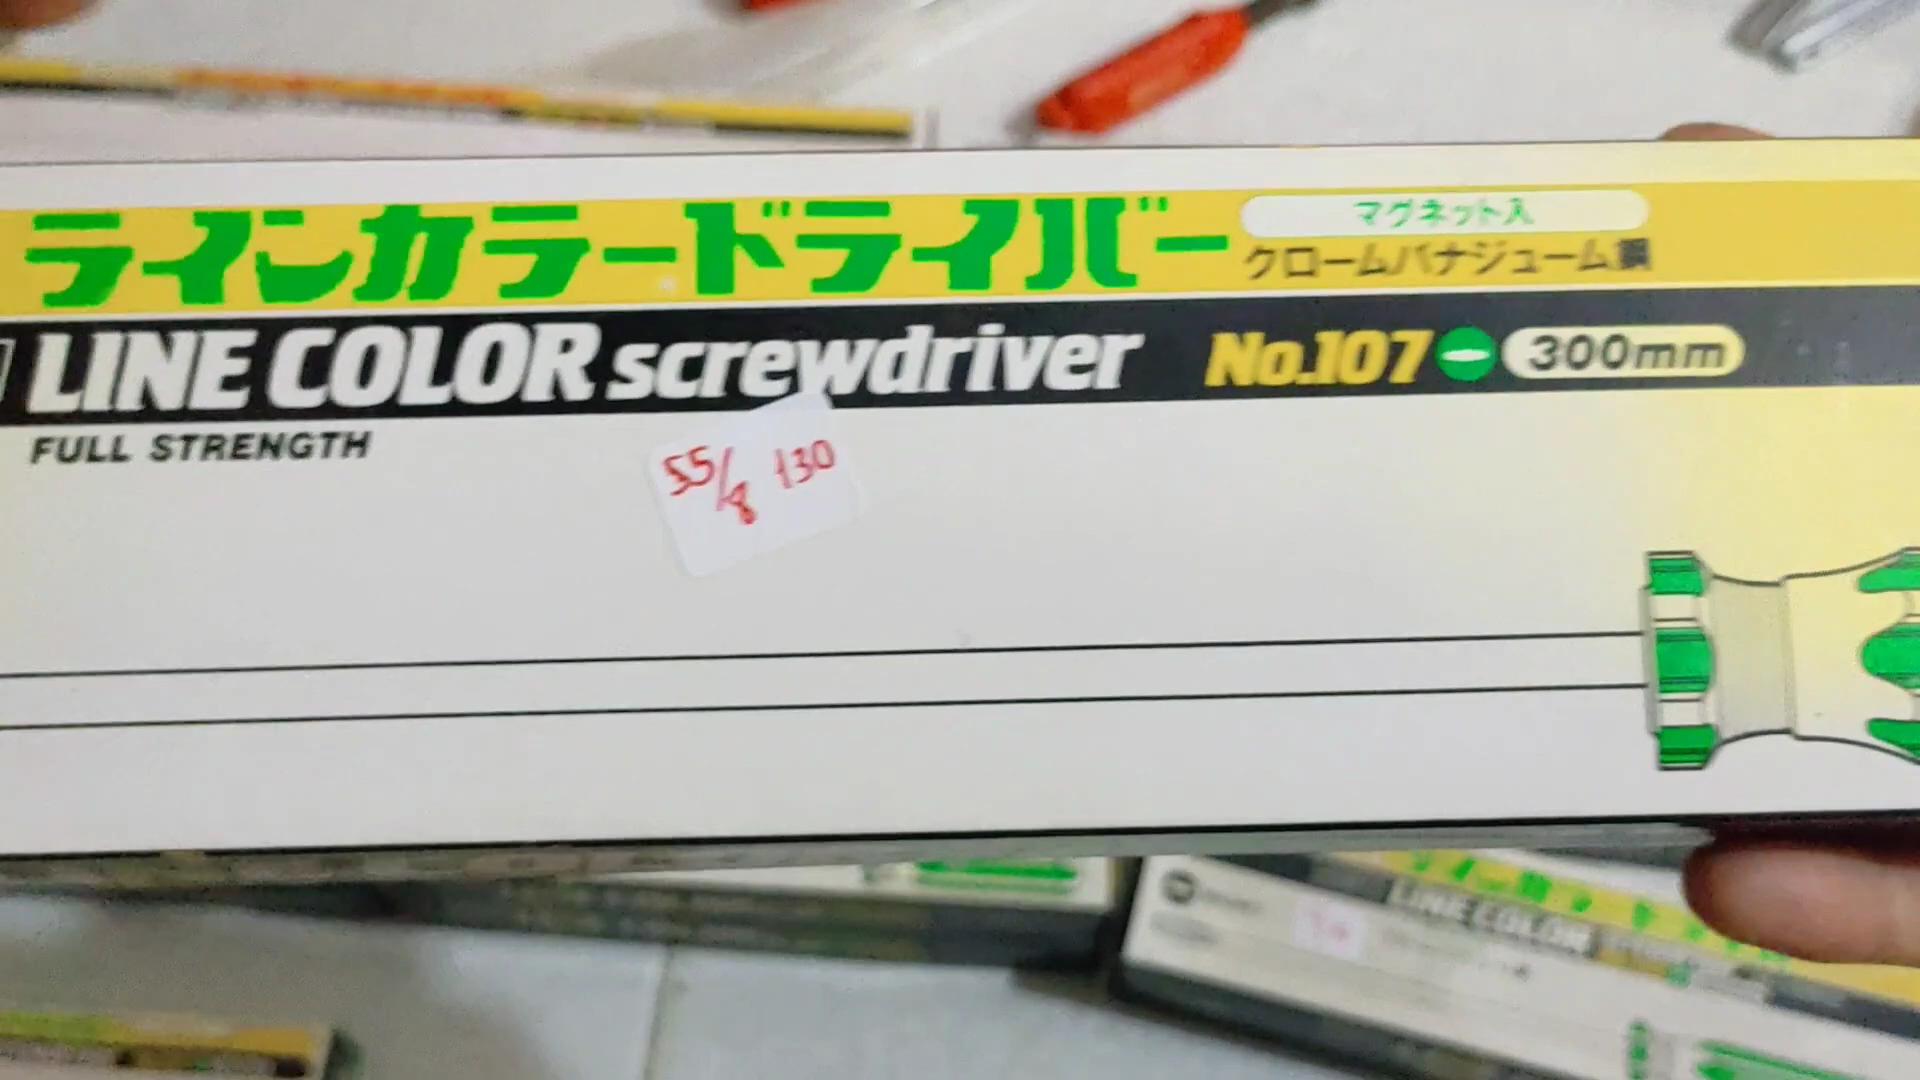 ラインカラードライバー
マグネット入
クロームバナジューム鋼
LINE COLOR screwdriver No.107 300mm
FULL STRENGTH
55/8 130
LINE COLOR